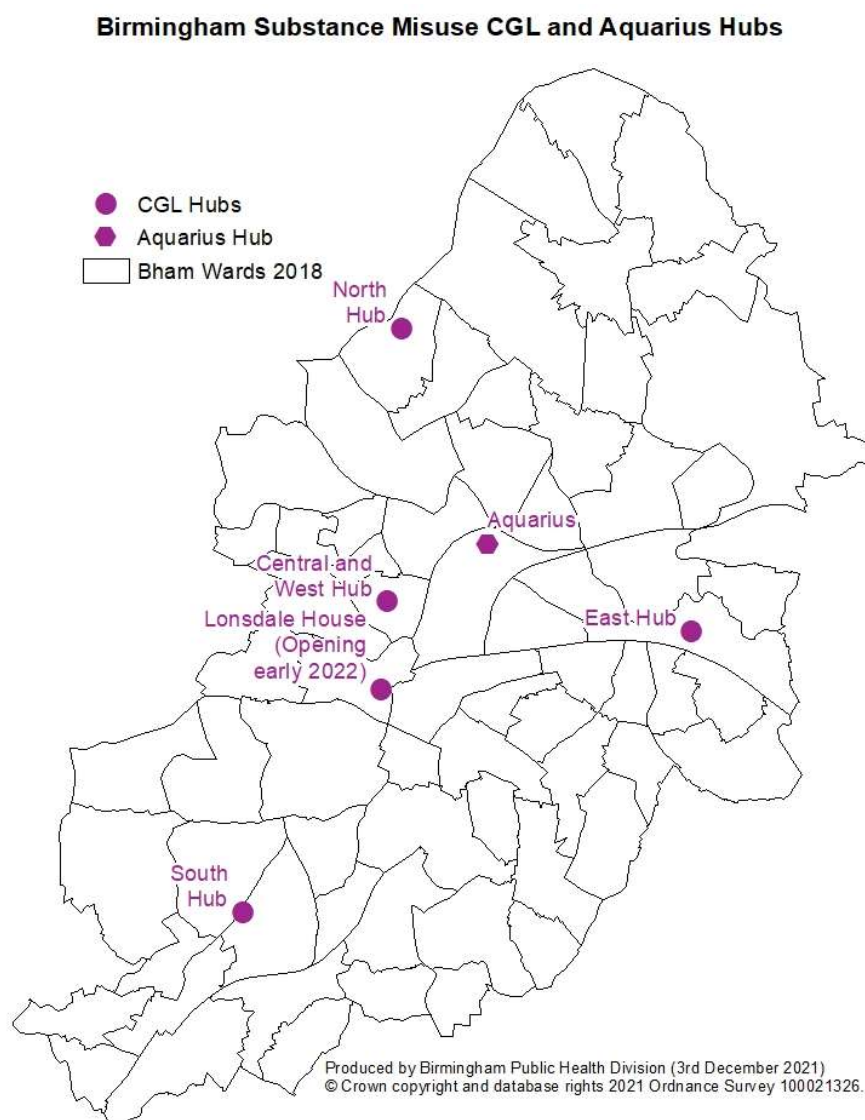 Birmingham Substance Misuse CGL and Aquarius Hubs
CGL Hubs
Aquarius Hub
Bham Wards 2018
North
Hub
Aquarius
Central and
West Hub
Lonsdale House
(Opening
early 2022)
East Hub
South
Hub
Produced by Birmingham Public Health Division (3rd December 2021)
© Crown copyright and database rights 2021 Ordnance Survey 100021326.